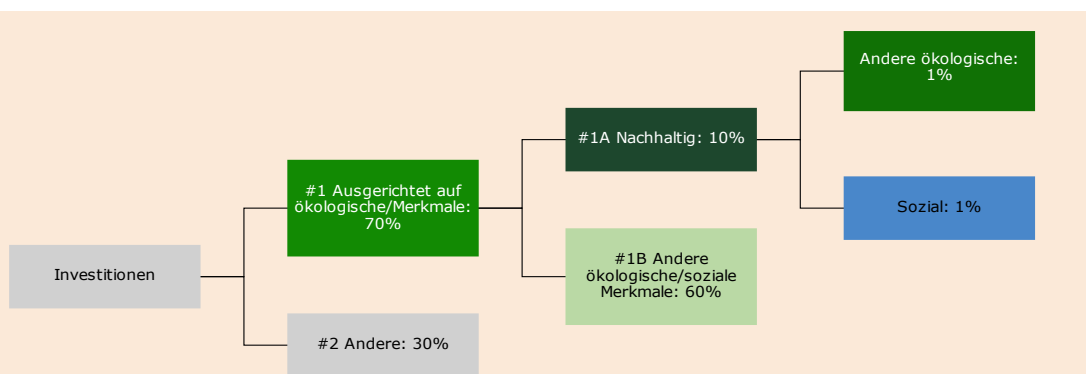 Andere ökologische:
1%
#1A Nachhaltig: 10%
#1 Ausgerichtet auf
ökologische/Merkmale:
70%
Sozial: 1%
#1B Andere
ökologische/soziale
Merkmale: 60%
Investitionen
#2 Andere: 30%